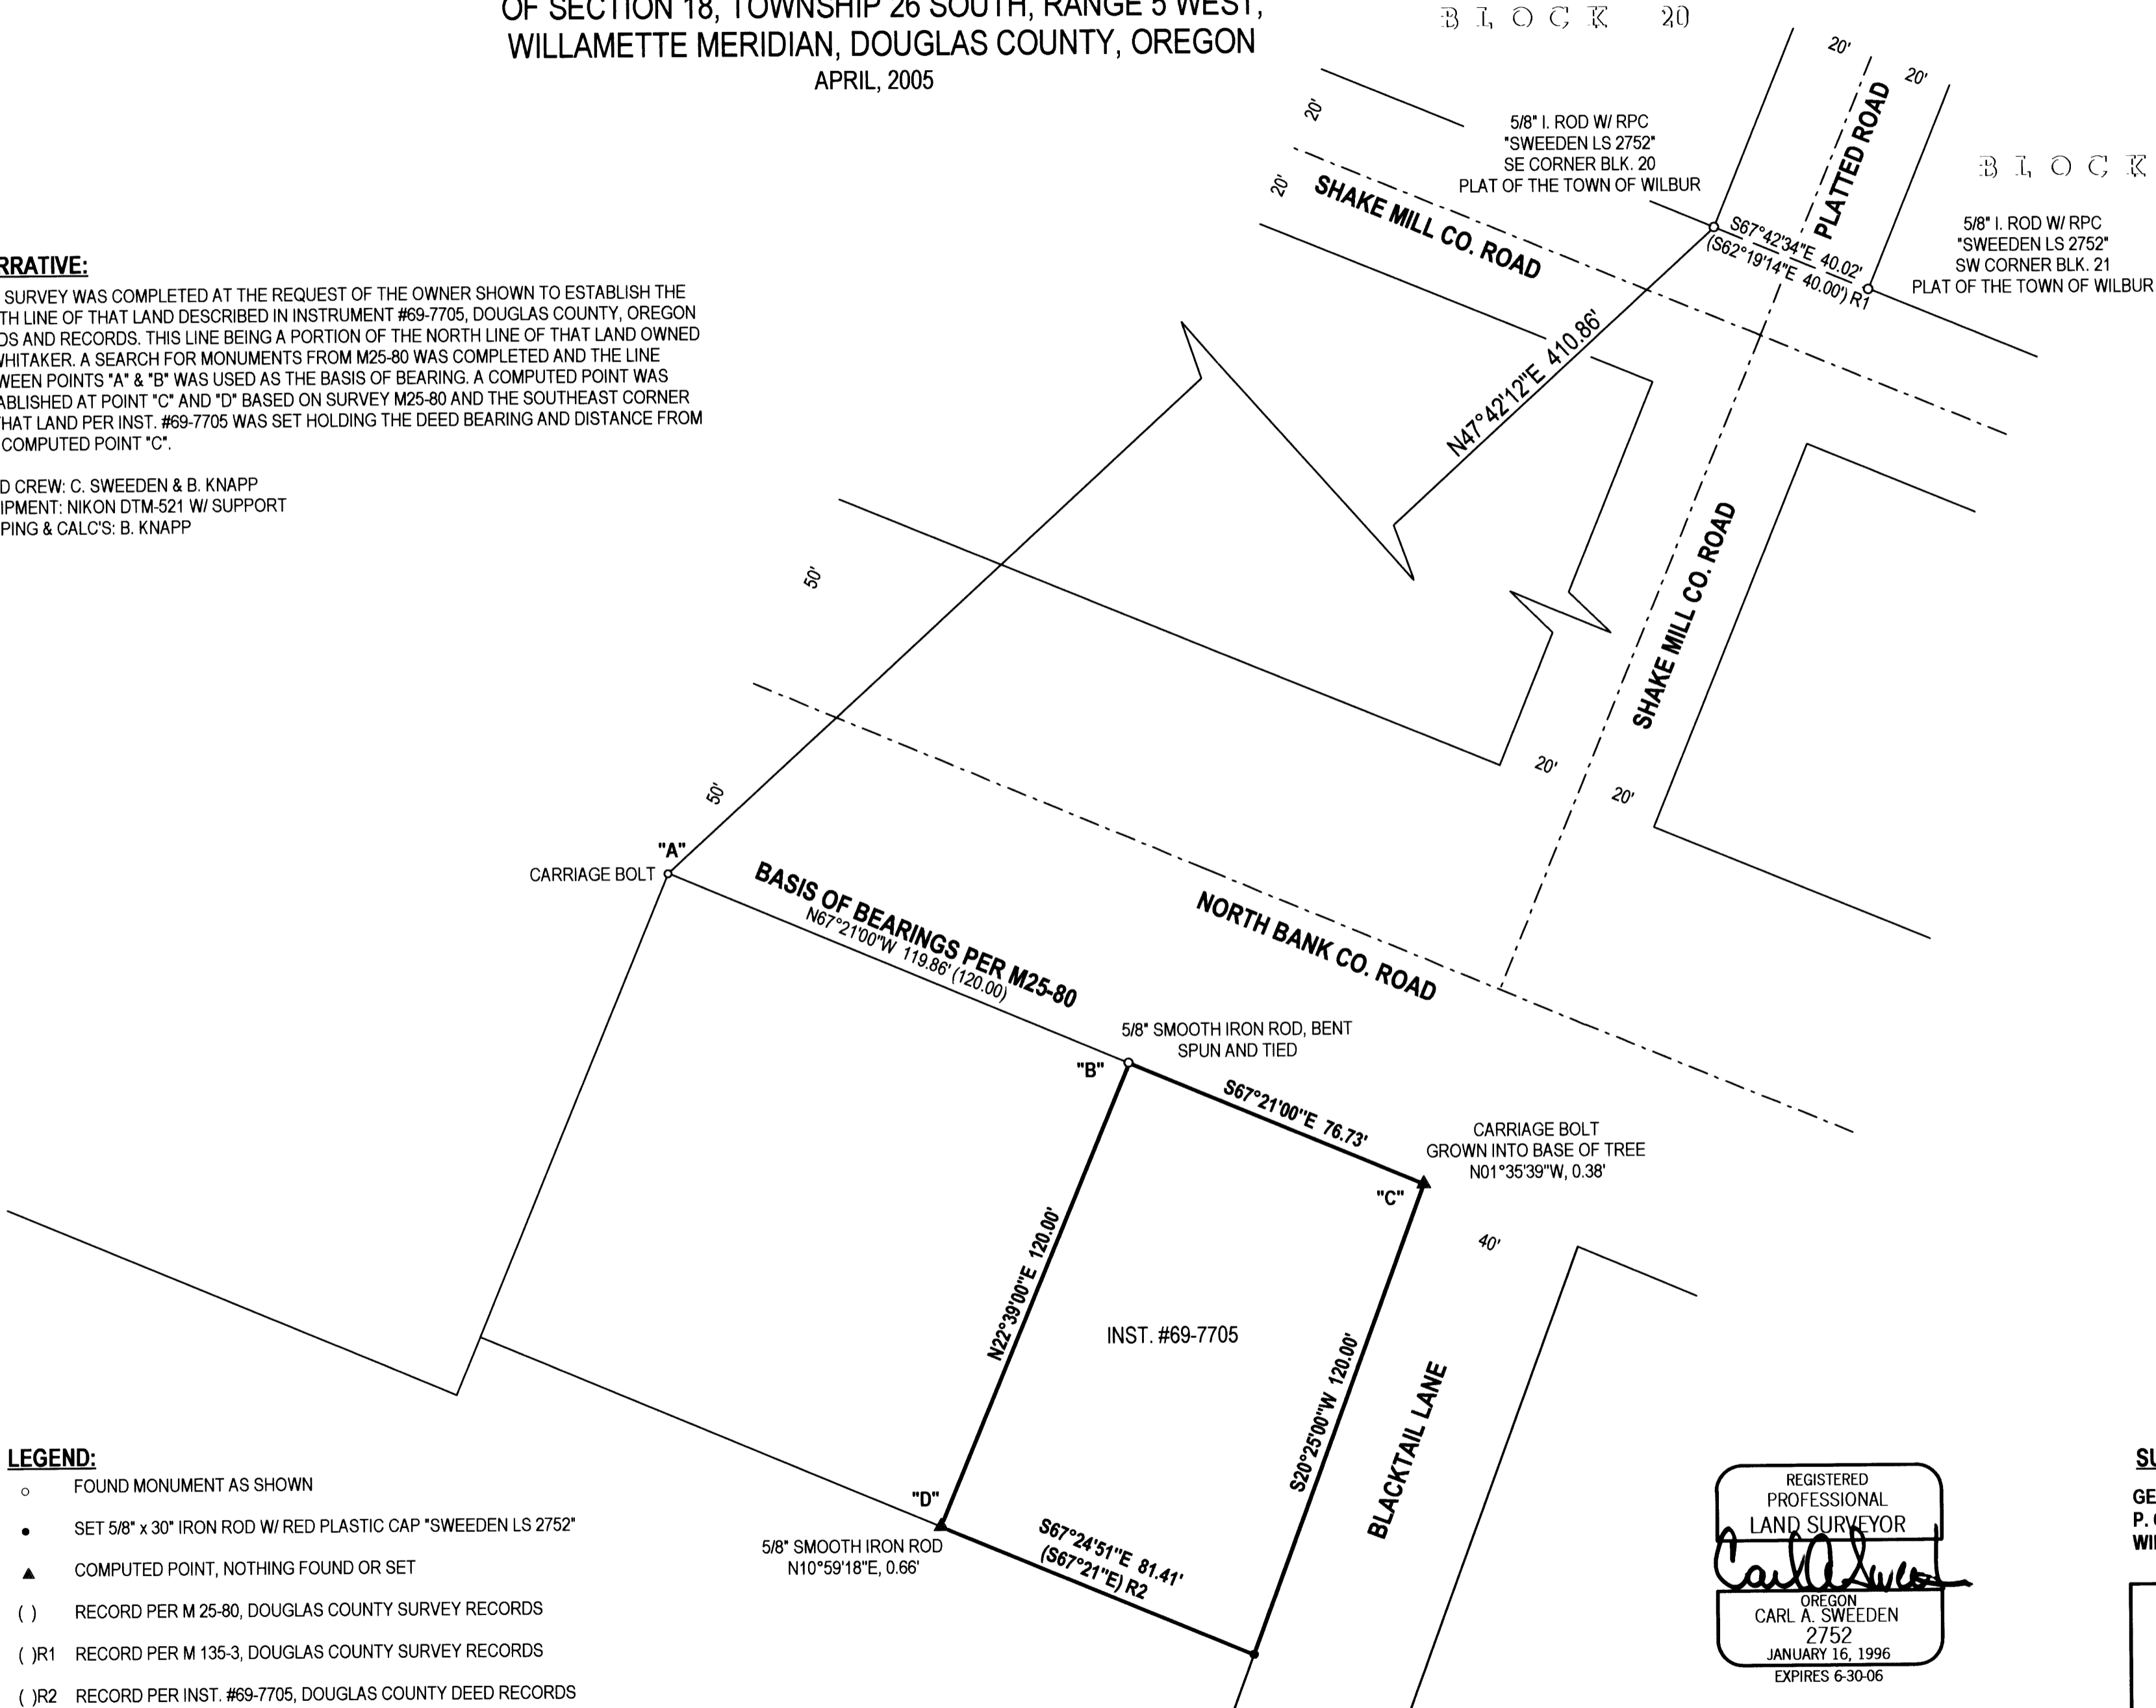 OF SECTION 18, TOWNSHIP 26 SOUTH, RANGE 5 WEST,
WILLAMETTE MERIDIAN, DOUGLAS COUNTY, OREGON
APRIL, 2005
BLOCK 20
20'
20'
PLATTED ROAD
BLOCK
5/8" I. ROD W/ RPC
"SWEEDEN LS 2752"
SE CORNER BLK. 20
PLAT OF THE TOWN OF WILBUR
20'
20'
SHAKE MILL CO. ROAD
S67°42'34"E 40.02'
(S62°19'14"E 40.00') R1
5/8" I. ROD W/ RPC
"SWEEDEN LS 2752"
SW CORNER BLK. 21
PLAT OF THE TOWN OF WILBUR
RRATIVE:
SURVEY WAS COMPLETED AT THE REQUEST OF THE OWNER SHOWN TO ESTABLISH THE
TH LINE OF THAT LAND DESCRIBED IN INSTRUMENT #69-7705, DOUGLAS COUNTY, OREGON
DS AND RECORDS. THIS LINE BEING A PORTION OF THE NORTH LINE OF THAT LAND OWNED
WHITAKER. A SEARCH FOR MONUMENTS FROM M25-80 WAS COMPLETED AND THE LINE
WEEN POINTS "A" & "B" WAS USED AS THE BASIS OF BEARING. A COMPUTED POINT WAS
ABLISHED AT POINT "C" AND "D" BASED ON SURVEY M25-80 AND THE SOUTHEAST CORNER
HAT LAND PER INST. #69-7705 WAS SET HOLDING THE DEED BEARING AND DISTANCE FROM
COMPUTED POINT "C".
D CREW: C. SWEEDEN & B. KNAPP
IPMENT: NIKON DTM-521 W/ SUPPORT
PING & CALC'S: B. KNAPP
N47°42'12"E 410.86'
SHAKE MILL CO. ROAD
50'
50'
20'
20'
"A"
CARRIAGE BOLT
BASIS OF BEARINGS PER M25-80
N67°21'00"W 119.86' (120.00)
NORTH BANK CO. ROAD
5/8" SMOOTH IRON ROD, BENT
SPUN AND TIED
"B"
S67°21'00"E 76.73'
CARRIAGE BOLT
GROWN INTO BASE OF TREE
N01°35'39"W, 0.38'
"C"
40'
N22°39'00"E 120.00'
INST. #69-7705
S20°25'00"W 120.00'
BLACKTAIL LANE
"D"
5/8" SMOOTH IRON ROD
N10°59'18"E, 0.66'
S67°24'51"E 81.41'
(S67°21"E) R2
LEGEND:
FOUND MONUMENT AS SHOWN
SET 5/8" x 30" IRON ROD W/ RED PLASTIC CAP "SWEEDEN LS 2752"
COMPUTED POINT, NOTHING FOUND OR SET
( ) RECORD PER M 25-80, DOUGLAS COUNTY SURVEY RECORDS
( )R1 RECORD PER M 135-3, DOUGLAS COUNTY SURVEY RECORDS
( )R2 RECORD PER INST. #69-7705, DOUGLAS COUNTY DEED RECORDS
REGISTERED
PROFESSIONAL
LAND SURVEYOR
Carl A Sweeden
OREGON
CARL A. SWEEDEN
2752
JANUARY 16, 1996
EXPIRES 6-30-06
SU
GE
P.
WI